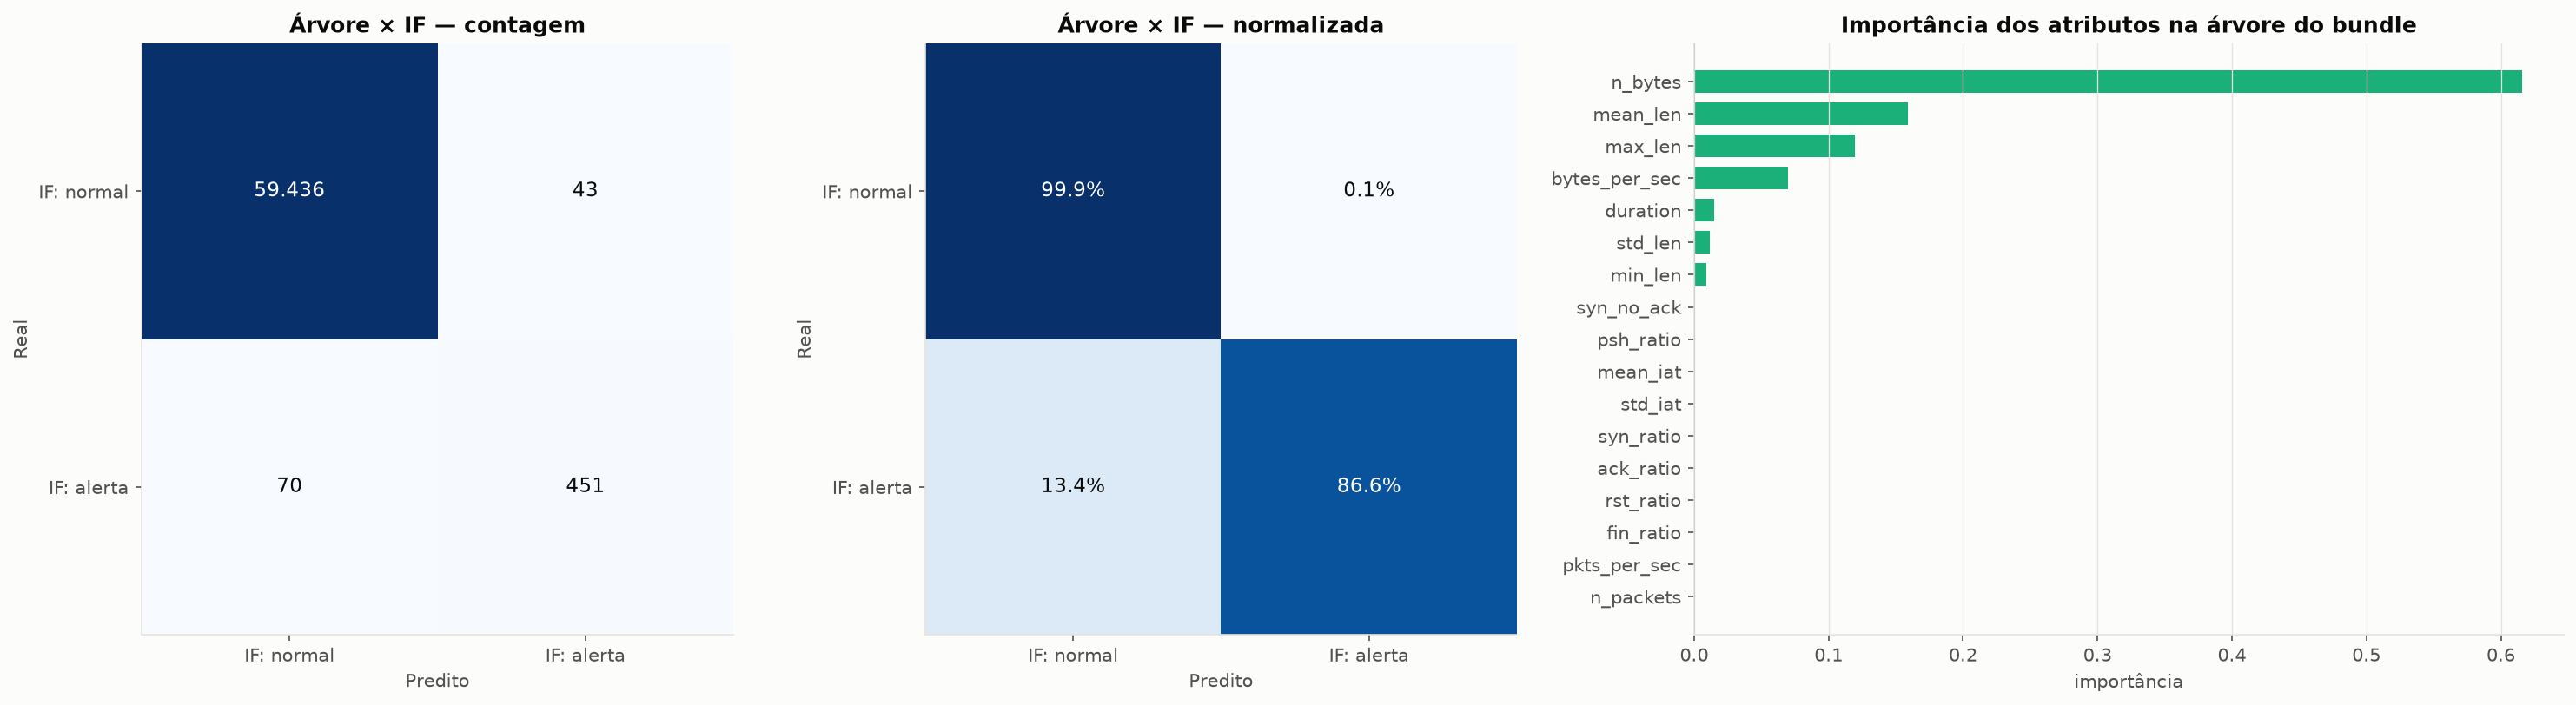 Árvore × IF — contagem
IF: normal
59.436
43
Real
IF: alerta
70
451
IF: normal
IF: alerta
Predito
Árvore × IF — normalizada
IF: normal
99.9%
0.1%
Real
IF: alerta
13.4%
86.6%
IF: normal
IF: alerta
Predito
Importância dos atributos na árvore do bundle
n_bytes
mean_len
max_len
bytes_per_sec
duration
std_len
min_len
syn_no_ack
psh_ratio
mean_iat
std_iat
syn_ratio
ack_ratio
rst_ratio
fin_ratio
pkts_per_sec
n_packets
0.0
0.1
0.2
0.3
0.4
0.5
0.6
importância